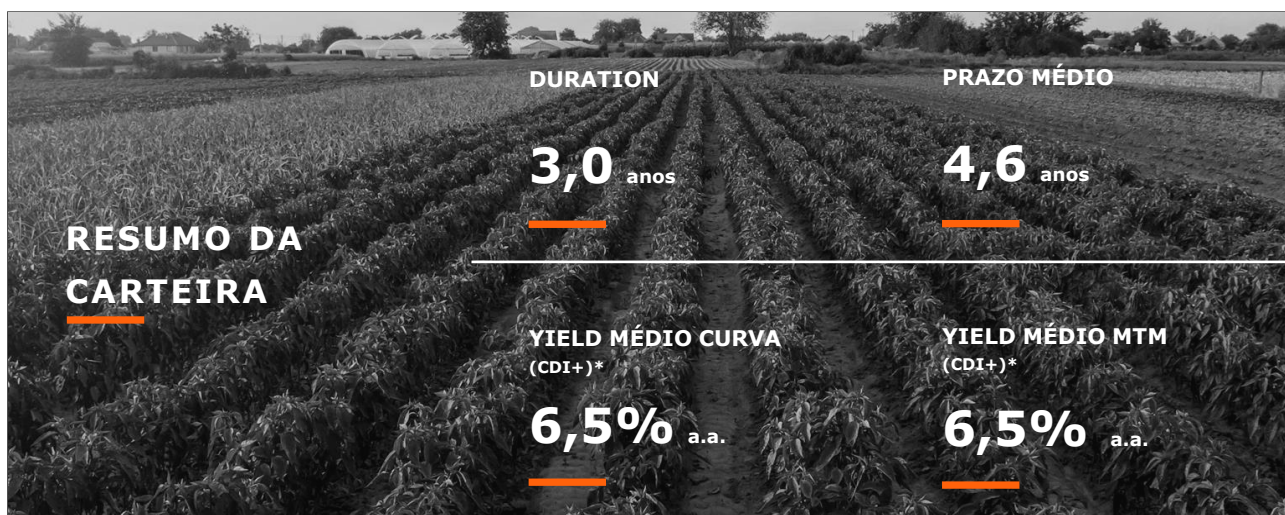 RESUMO DA
CARTEIRA
DURATION
3,0 anos
PRAZO MÉDIO
4,6 anos
YIELD MÉDIO CURVA
(CDI+)*
6,5% a.a.
YIELD MÉDIO MTM
(CDI+)*
6,5% a.a.